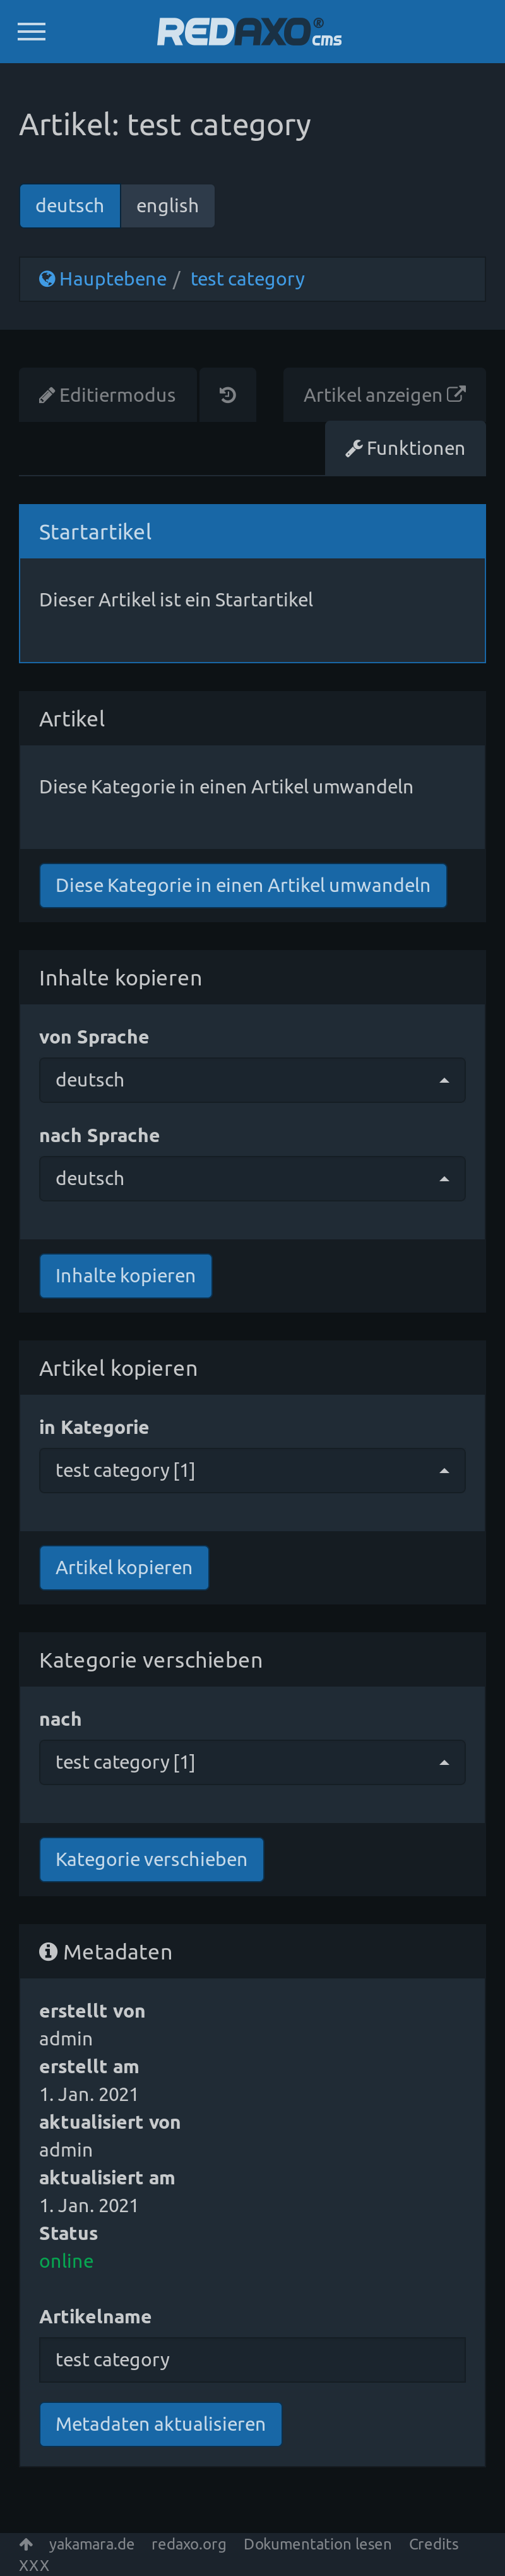 REDAXO® cms
Artikel: test category
deutsch english
Hauptebene / test category
Editiermodus
Artikel anzeigen
Funktionen
Startartikel
Dieser Artikel ist ein Startartikel
Artikel
Diese Kategorie in einen Artikel umwandeln
Diese Kategorie in einen Artikel umwandeln
Inhalte kopieren
von Sprache
deutsch
nach Sprache
deutsch
Inhalte kopieren
Artikel kopieren
in Kategorie
test category [1]
Artikel kopieren
Kategorie verschieben
nach
test category [1]
Kategorie verschieben
Metadaten
erstellt von
admin
erstellt am
1. Jan. 2021
aktualisiert von
admin
aktualisiert am
1. Jan. 2021
Status
online
Artikelname
test category
Metadaten aktualisieren
yakamara.de redaxo.org Dokumentation lesen Credits
XXX